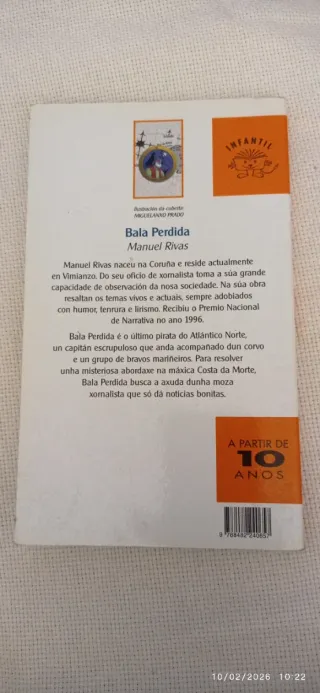 INFANTIL
Ilustración da cuberta:
MIGUELANXO PRADO
Bala Perdida
Manuel Rivas
Manuel Rivas naceu na Coruña e reside actualmente
en Vimianzo. Do seu oficio de xornalista toma a súa grande
capacidade de observación da nosa sociedade. Na súa obra
resaltan os temas vivos e actuais, sempre adobiados
con humor, tenrura e lirismo. Recibiu o Premio Nacional
de Narrativa no ano 1996.
Bala Perdida é o último pirata do Atlántico Norte,
un capitán escrupuloso que anda acompañado dun corvo
e un grupo de bravos mariñeiros. Para resolver
unha misteriosa abordaxe na máxica Costa da Morte,
Bala Perdida busca a axuda dunha moza
xornalista que só dá noticias bonitas.
A PARTIR DE
10
ANOS
9 788482 240657
10/02/2026 10:22